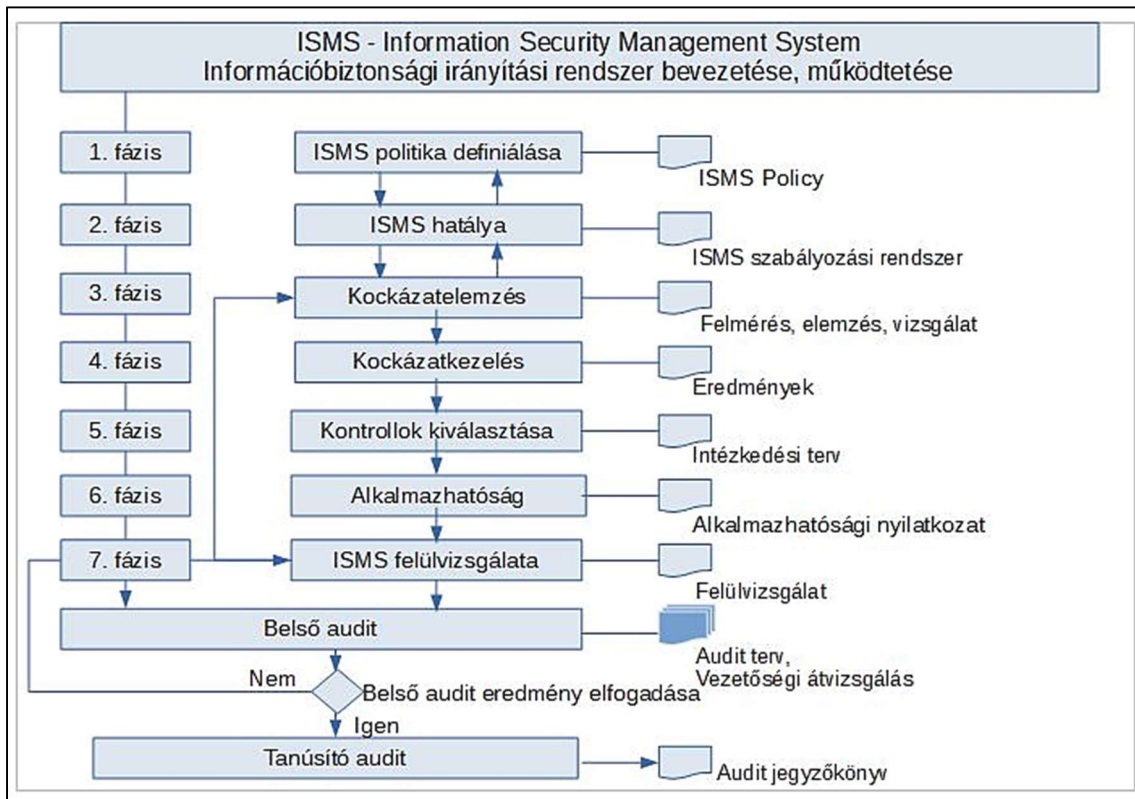 ISMS - Information Security Management System
Információbiztonsági irányítási rendszer bevezetése, működtetése
1. fázis
ISMS politika definiálása
ISMS Policy
2. fázis
ISMS hatálya
ISMS szabályozási rendszer
3. fázis
Kockázatelemzés
Felmérés, elemzés, vizsgálat
4. fázis
Kockázatkezelés
Eredmények
5. fázis
Kontrollok kiválasztása
Intézkedési terv
6. fázis
Alkalmazhatóság
Alkalmazhatósági nyilatkozat
7. fázis
ISMS felülvizsgálata
Felülvizsgálat
Belső audit
Audit terv,
Vezetőségi átvizsgálás
Nem
Belső audit eredmény elfogadása
Igen
Tanúsító audit
Audit jegyzőkönyv